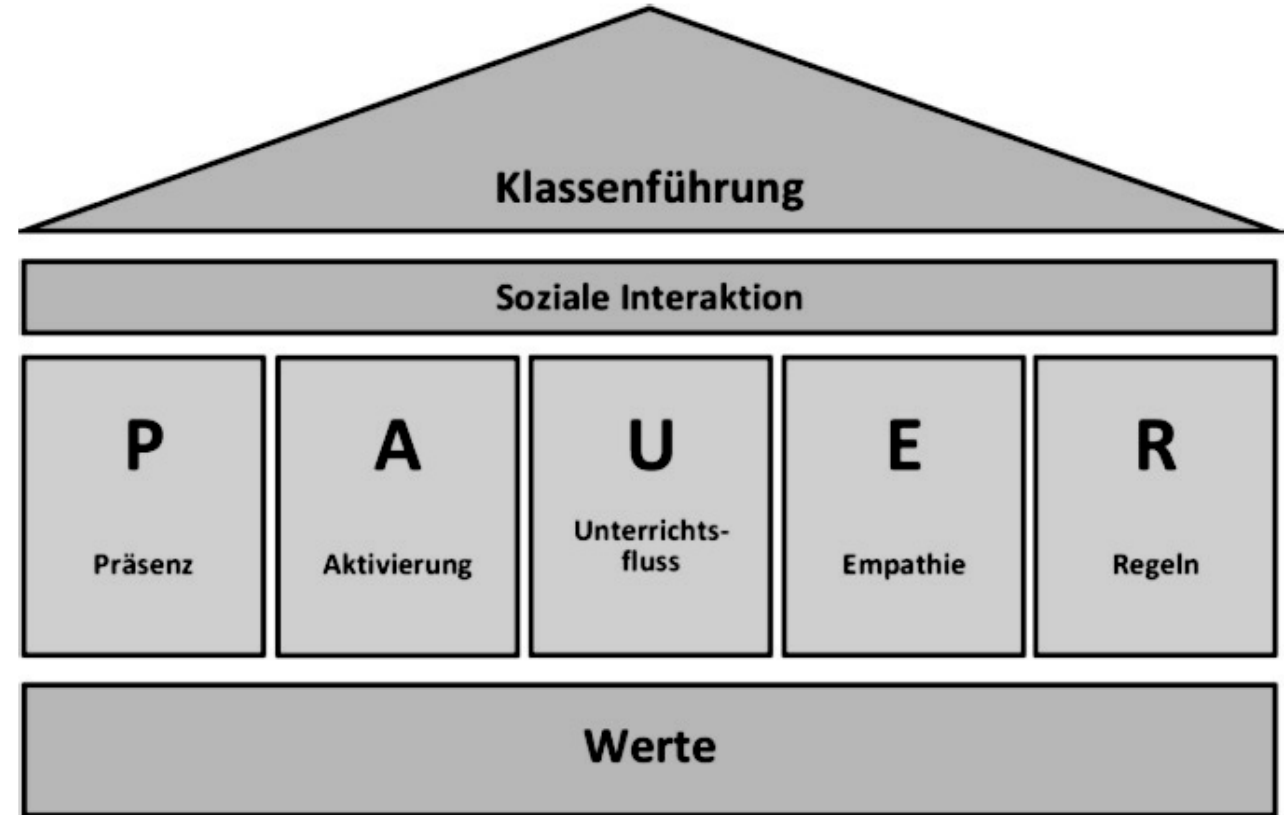 Klassenführung
Soziale Interaktion
P
Präsenz
A
Aktivierung
U
Unterrichts-
fluss
E
Empathie
R
Regeln
Werte